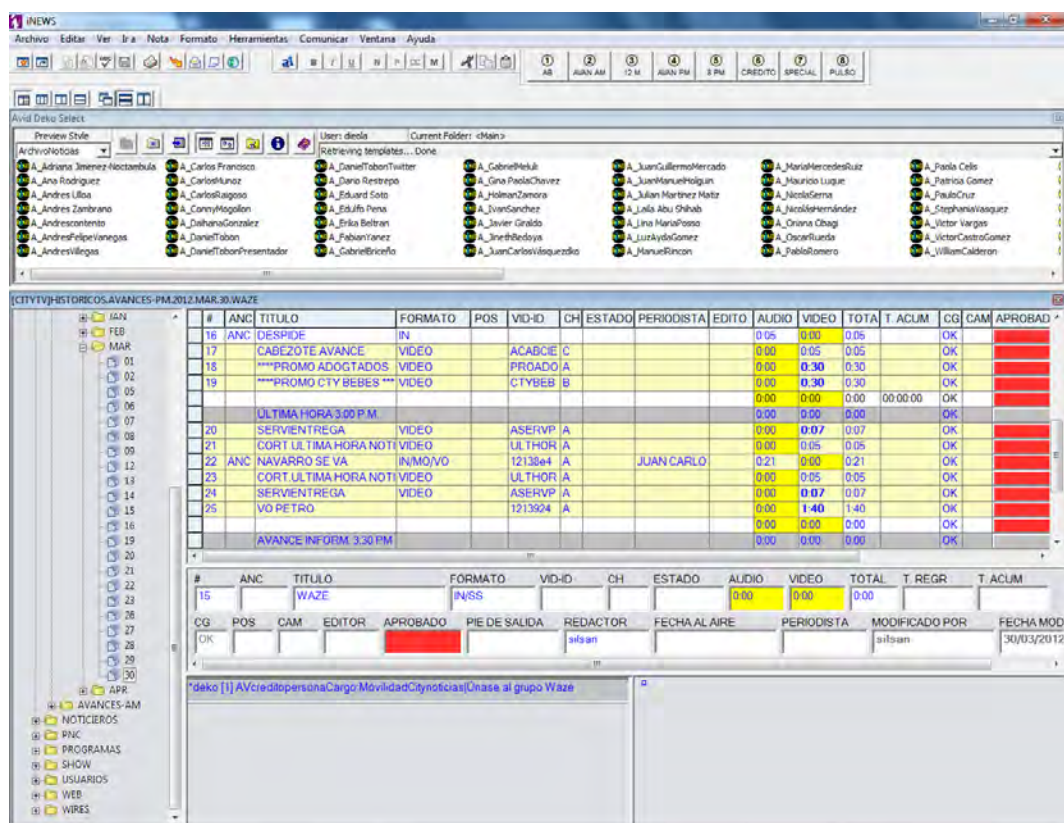 iNEWS
Archivo Editar Ver Ir a Nota Formato Herramientas Comunicar Ventana Ayuda
1 AB 2 AVAN AM 3 12 M 4 AVAN PM 5 3 PM 6 CREDITO 7 SPECIAL 8 PULSO
Avid Deko Select
Preview Style User: dieola Current Folder: <Main>
ArchivoNoticias Retrieving templates... Done
A_Adriana Jimenez-Noctambula A_Carlos Francisco A_DanielTobonTwitter A_GabrielMeluk A_JuanGuillermoMercado A_MariaMercedesRuiz A_Paola Celis
A_Ana Rodriguez A_CarlosMunoz A_Dario Restrepo A_Gina PaolaChavez A_JuanManuelHolguin A_Mauricio Luque A_Patricia Gomez
A_Andres Ulloa A_CarlosRaigoso A_Eduard Soto A_HolmanZamora A_Julian Martinez Matiz A_NicolaSerna A_PauloCruz
A_Andres Zambrano A_ConnyMogollon A_Edulfo Pena A_IvanSanchez A_Laila Abu Shihab A_NicolásHernández A_StephaniaVasquez
A_Andrescontento A_DaihanaGonzalez A_Erika Beltran A_Javier Giraldo A_Lina MariaPosso A_Oriana Obagi A_Victor Vargas
A_AndresFelipeVanegas A_DanielTobon A_FabianYanez A_JinethBedoya A_LuzAydaGomez A_OscarRueda A_VictorCastroGomez
A_AndresVillegas A_DanielTobonPresentador A_GabrielBriceño A_JuanCarlosVásquezdko A_ManuelRincon A_PabloRomero A_WilliamCalderon
[CITYTV]HISTORICOS.AVANCES-PM.2012.MAR.30.WAZE
JAN
FEB
MAR
01
02
05
06
07
08
09
12
13
14
15
16
19
20
21
22
23
26
27
28
29
30
APR
AVANCES-AM
NOTICIEROS
PNC
PROGRAMAS
SHOW
USUARIOS
WEB
WIRES
# ANC TITULO FORMATO POS VID-ID CH ESTADO PERIODISTA EDITO AUDIO VIDEO TOTA T. ACUM CG CAM APROBAD
16 ANC DESPIDE IN 0:05 0:00 0:05 OK
17 CABEZOTE AVANCE VIDEO ACABCIE C 0:00 0:05 0:05 OK
18 ****PROMO ADOGTADOS VIDEO PROADO A 0:00 0:30 0:30 OK
19 ****PROMO CTY BEBES *** VIDEO CTYBEB B 0:00 0:30 0:30 OK
0:00 0:00 0:00 00:00:00 OK
ULTIMA HORA 3:00 P.M. 0:00 0:00 0:00 OK
20 SERVIENTREGA VIDEO ASERVP A 0:00 0:07 0:07 OK
21 CORT.ULTIMA HORA NOTI VIDEO ULTHOR A 0:00 0:05 0:05 OK
22 ANC NAVARRO SE VA IN/MO/VO 12138e4 A JUAN CARLO 0:21 0:00 0:21 OK
23 CORT.ULTIMA HORA NOTI VIDEO ULTHOR A 0:00 0:05 0:05 OK
24 SERVIENTREGA VIDEO ASERVP A 0:00 0:07 0:07 OK
25 VO PETRO 1213924 A 0:00 1:40 1:40 OK
0:00 0:00 0:00 OK
AVANCE INFORM. 3:30 PM 0:00 0:00 0:00 OK
# ANC TITULO FORMATO VID-ID CH ESTADO AUDIO VIDEO TOTAL T. REGR T. ACUM
15 WAZE IN/SS 0:00 0:00 0:00
CG POS CAM EDITOR APROBADO PIE DE SALIDA REDACTOR FECHA AL AIRE PERIODISTA MODIFICADO POR FECHA MOD
OK silsan silsan 30/03/2012
*deko [1] AVcreditopersonaCargo:MóvilidadCitynoticias|Únase al grupo Waze